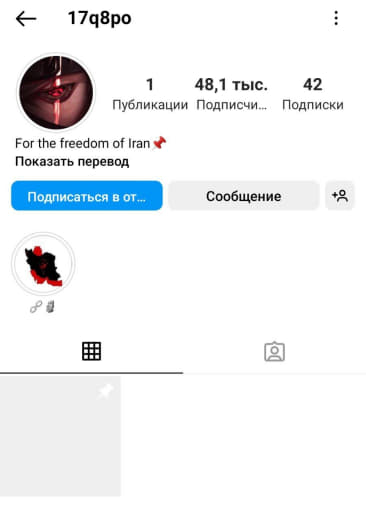 17q8po
1 48,1 тыс. 42
Публикации Подписчи... Подписки
For the freedom of Iran📌
Показать перевод
Подписаться в от... Сообщение
🔗🗿